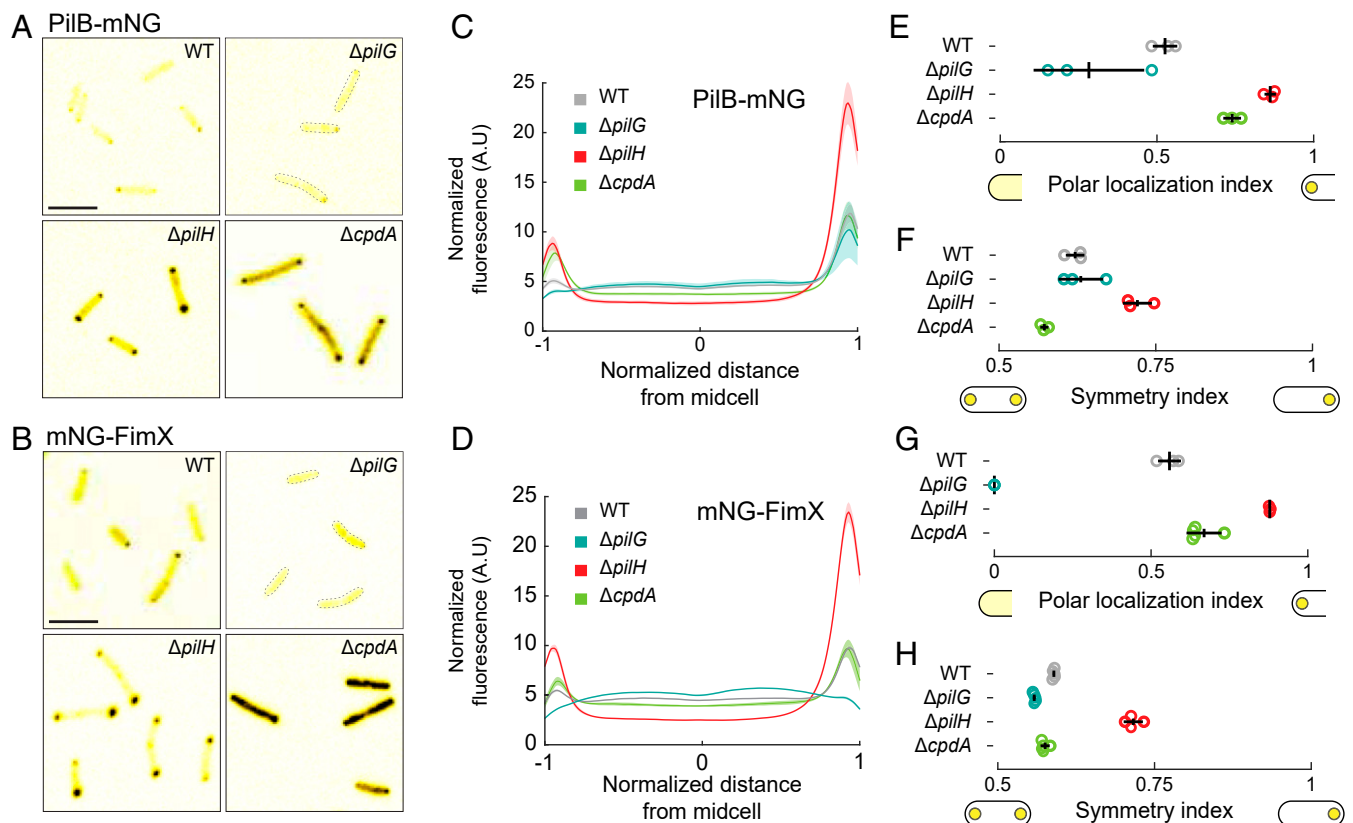 A
PilB-mNG
WT
ΔpilG
ΔpilH
ΔcpdA
B
mNG-FimX
WT
ΔpilG
ΔpilH
ΔcpdA
C
25
20
15
10
5
0
Normalized
fluorescence (A.U)
WT
ΔpilG
ΔpilH
ΔcpdA
PilB-mNG
-1
0
1
Normalized distance
from midcell
D
25
20
15
10
5
0
Normalized
fluorescence (A.U)
WT
ΔpilG
ΔpilH
ΔcpdA
mNG-FimX
-1
0
1
Normalized distance
from midcell
E
WT
ΔpilG
ΔpilH
ΔcpdA
0
0.5
1
Polar localization index
F
WT
ΔpilG
ΔpilH
ΔcpdA
0.5
0.75
1
Symmetry index
G
WT
ΔpilG
ΔpilH
ΔcpdA
0
0.5
1
Polar localization index
H
WT
ΔpilG
ΔpilH
ΔcpdA
0.5
0.75
1
Symmetry index